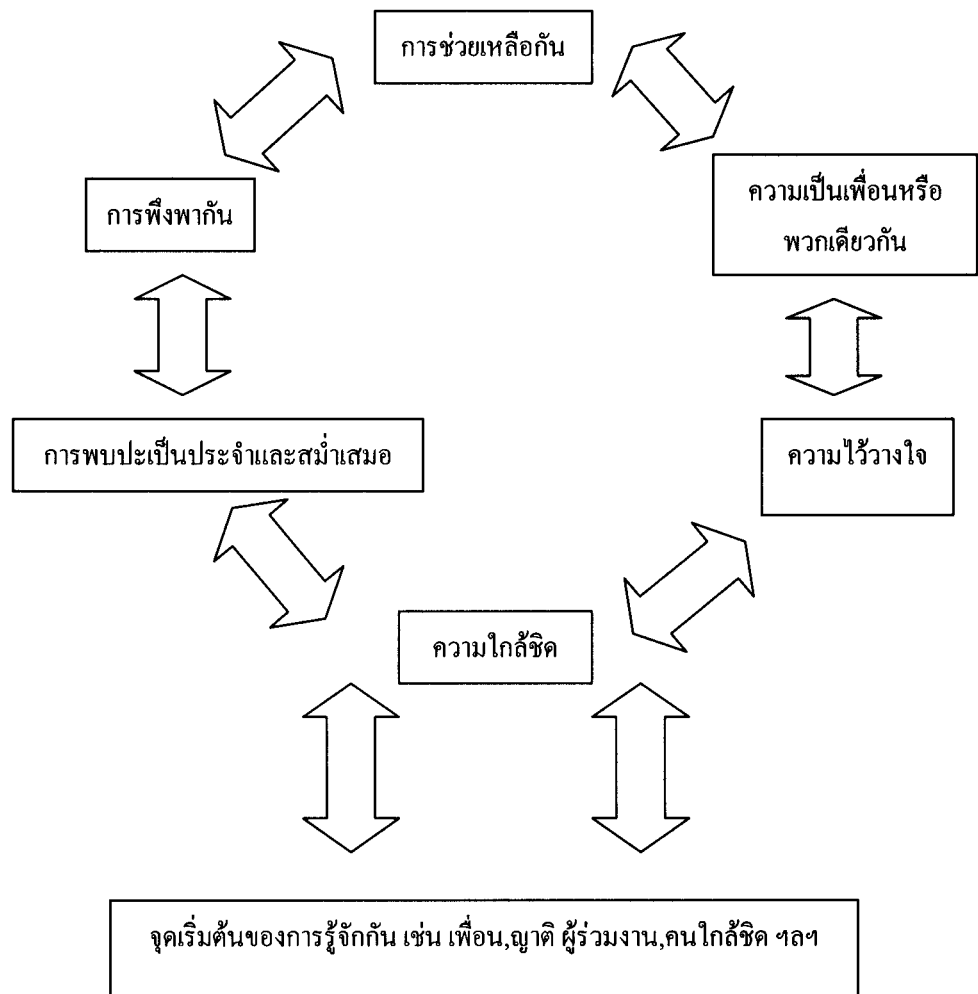 การช่วยเหลือกัน
ความเป็นเพื่อนหรือ
พวกเดียวกัน
การพึ่งพากัน
การพบปะเป็นประจำและสม่ำเสมอ
ความไว้วางใจ
ความใกล้ชิด
จุดเริ่มต้นของการรู้จักกัน เช่น เพื่อน,ญาติ ผู้ร่วมงาน,คนใกล้ชิด ฯลฯ